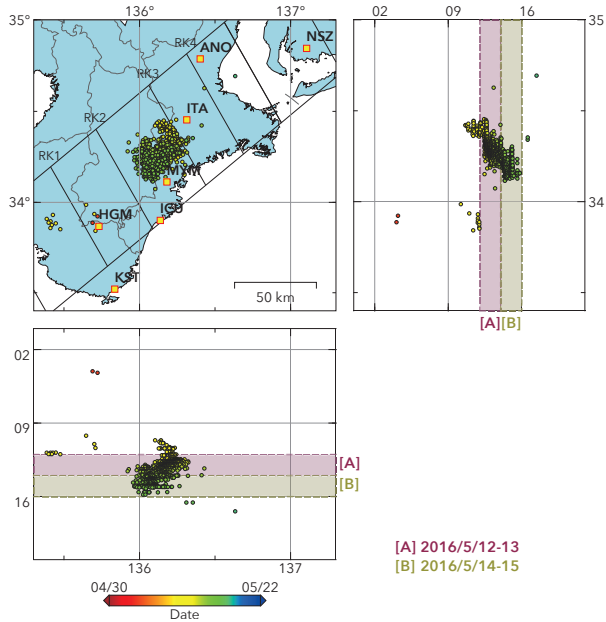 136° 137°
35°
NSZ
ANO
RK4
RK3
ITA
RK2
RK1
MYM
34°
HGM
IGU
KST
50 km
02 09 16
35°
34°
[A] [B]
02
09
[A]
[B]
16
136 137
[A] 2016/5/12-13
[B] 2016/5/14-15
04/30 05/22
Date